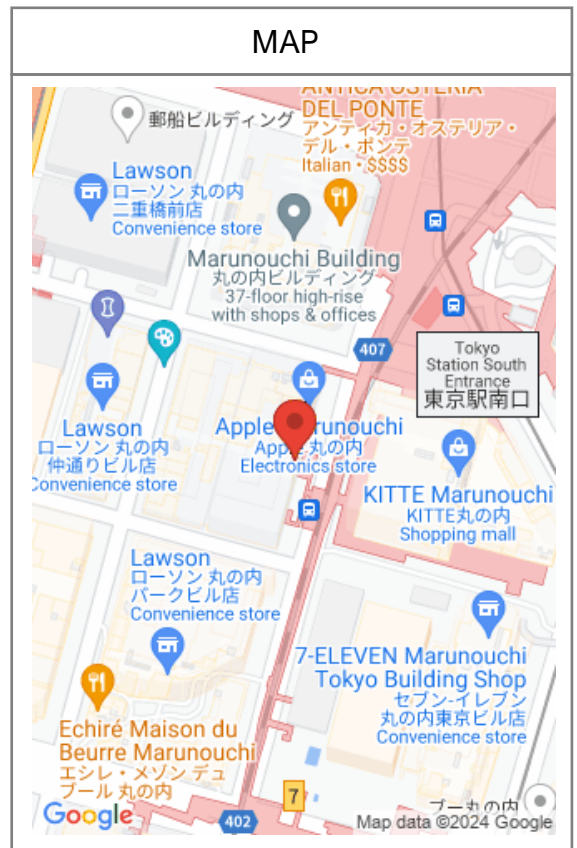 MAP
ANTICA OSTERIA
DEL PONTE
アンティカ・オステリア・
デル・ポンテ
Italian • $$$$
郵船ビルディング
Lawson
ローソン 丸の内
二重橋前店
Convenience store
Marunouchi Building
丸の内ビルディング
37-floor high-rise
with shops & offices
407
Tokyo
Station South
Entrance
東京駅南口
Lawson
ローソン 丸の内
仲通りビル店
Convenience store
Apple Marunouchi
Apple 丸の内
Electronics store
KITTE Marunouchi
KITTE丸の内
Shopping mall
Lawson
ローソン 丸の内
パークビル店
Convenience store
7-ELEVEN Marunouchi
Tokyo Building Shop
セブン-イレブン
丸の内東京ビル店
Convenience store
Echiré Maison du
Beurre Marunouchi
エシレ・メゾン デュ
ブール 丸の内
7
402
ブー丸の内
Google
Map data ©2024 Google